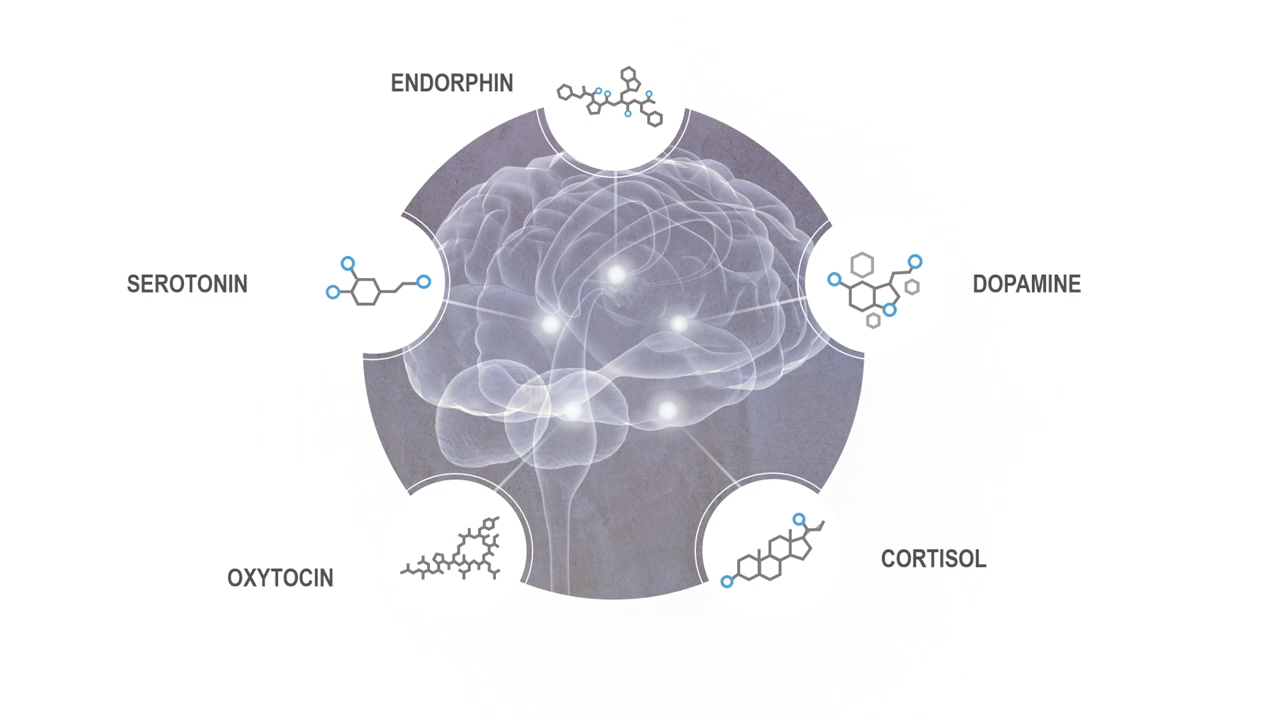 ENDORPHIN
SEROTONIN
DOPAMINE
OXYTOCIN
CORTISOL